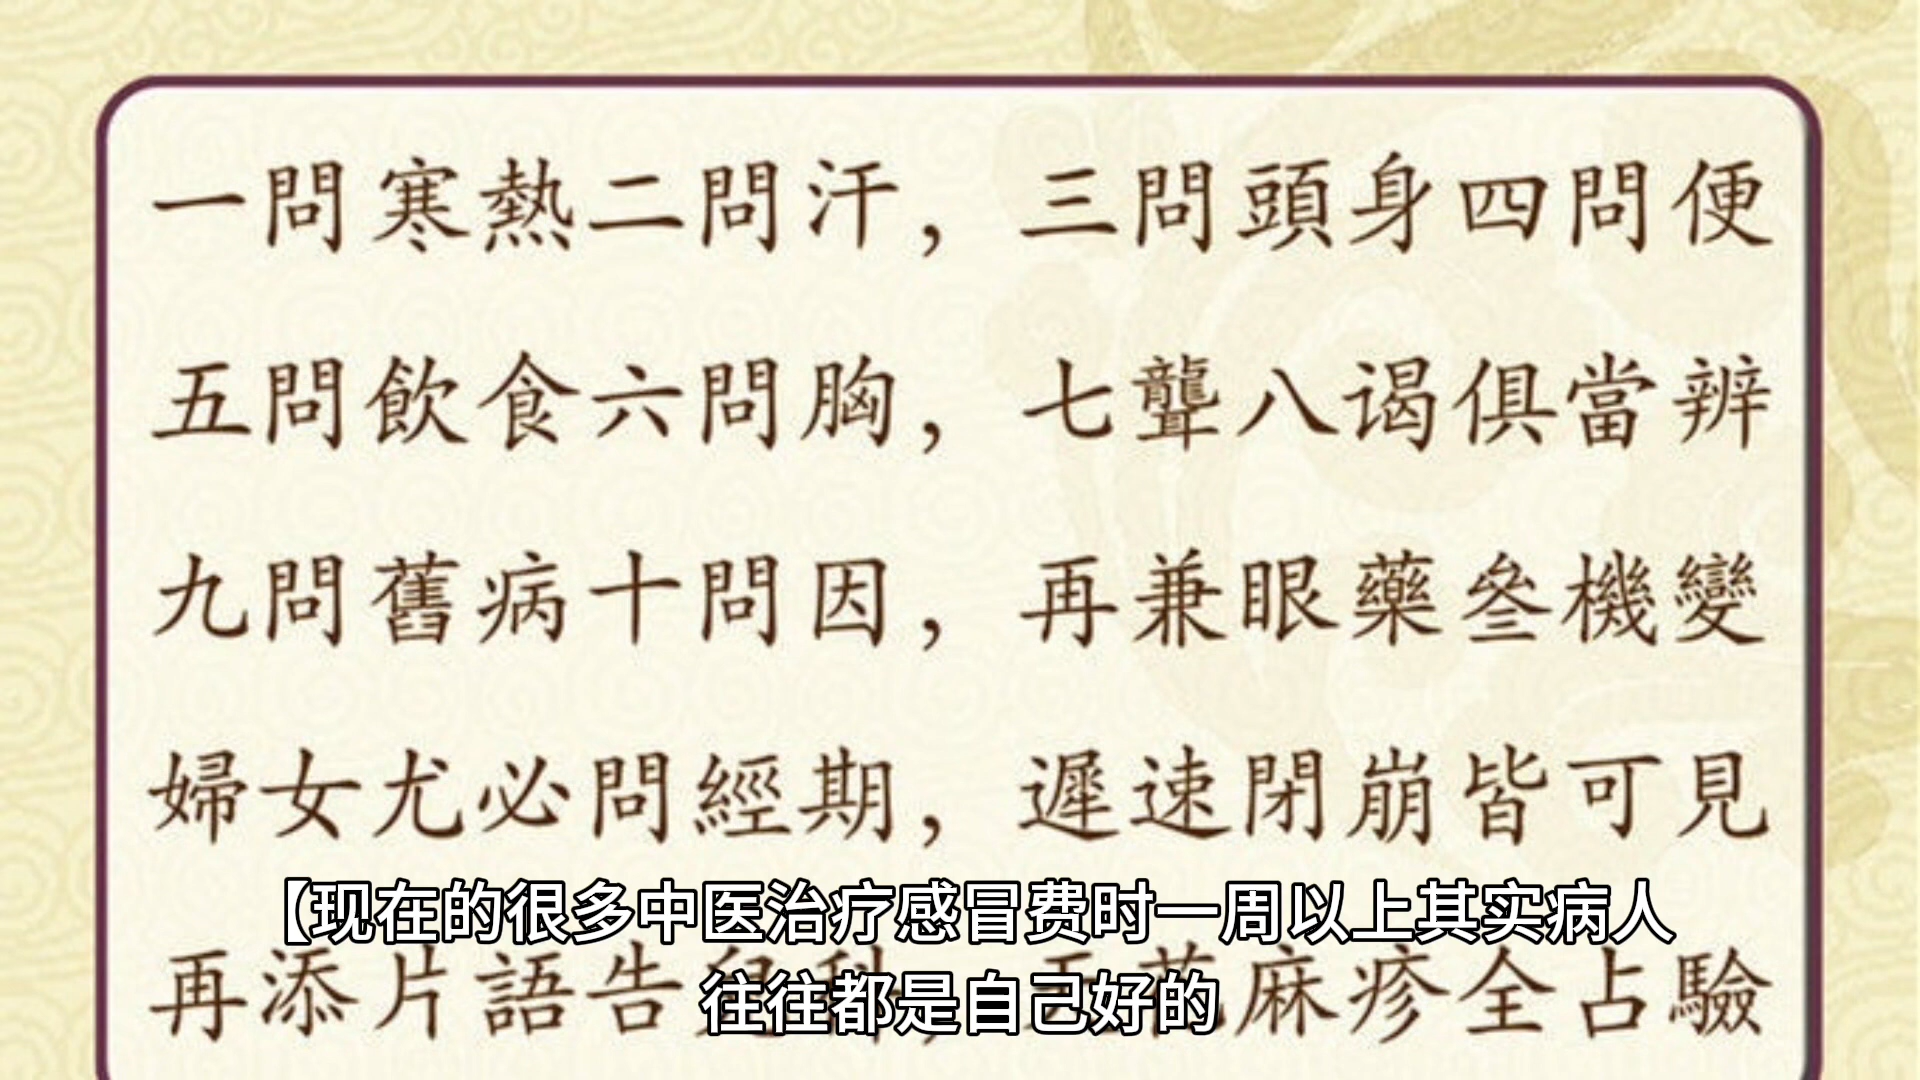 一問寒熱二問汗，三問頭身四問便
五問飲食六問胸，七聾八谒俱當辨
九問舊病十問因，再兼眼藥叄機變
婦女尤必問經期，遲速閉崩皆可見
【现在的很多中医治疗感冒费时一周以上其实病人
再添片語告 麻疹全占驗
往往都是自己好的